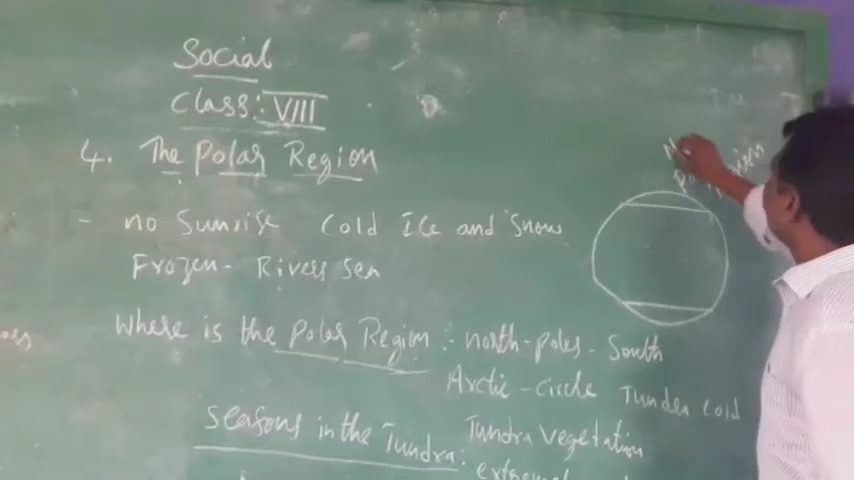 Social
Class: VIII
4. The Polar Region
- no Sunrise Cold Ice and Snow
Frozen - Rivers sea
Where is the Polar Region :- north-poles - South
Arctic - circle Tundra cold
Seasons in the Tundra: Tundra vegetation